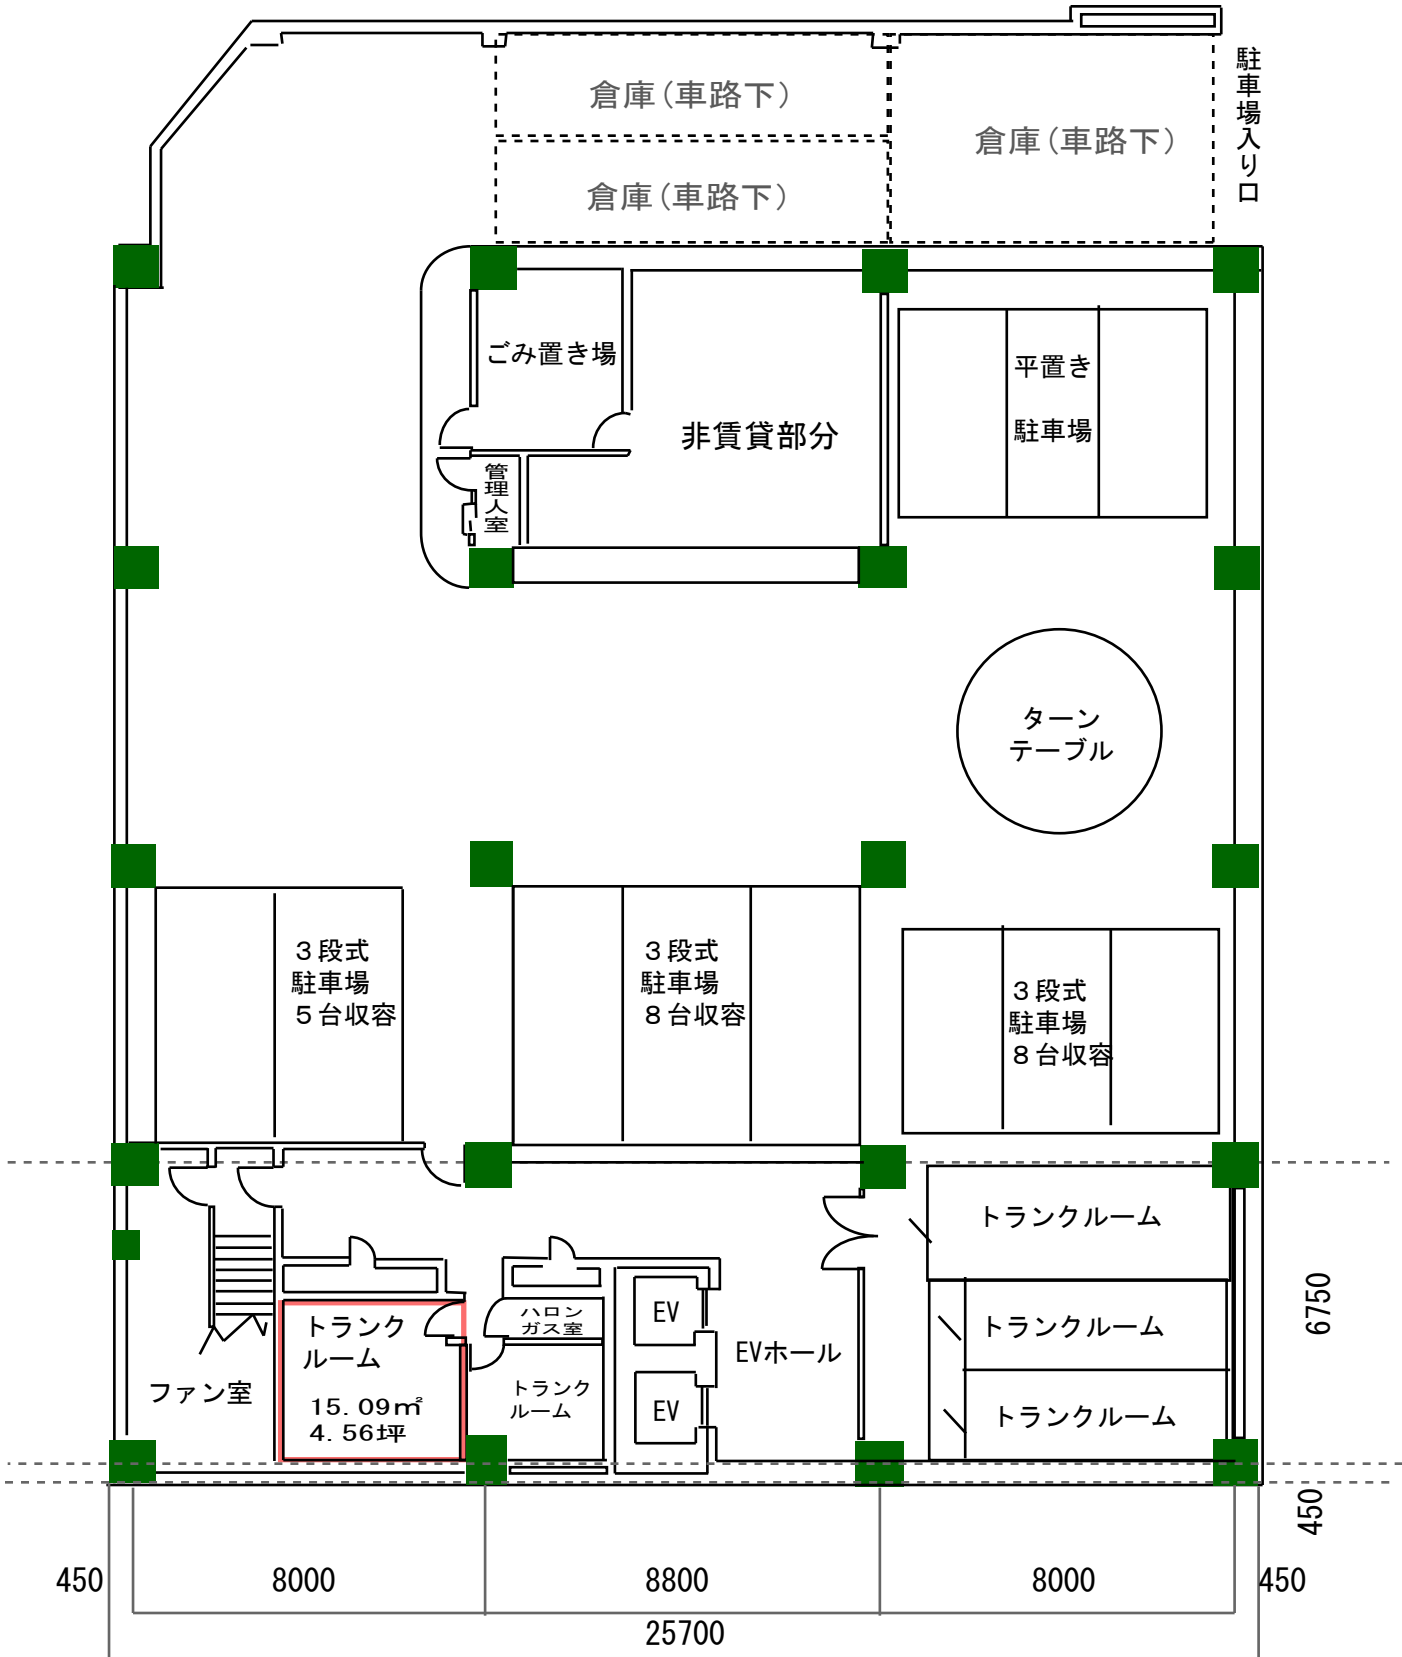 倉庫(車路下)
倉庫(車路下)
倉庫(車路下)
駐車場入り口
ごみ置き場
非賃貸部分
平置き
駐車場
管理人室
ターン
テーブル
3段式
駐車場
5台収容
3段式
駐車場
8台収容
3段式
駐車場
8台収容
トランクルーム
トランクルーム
トランクルーム
ハロン
ガス室
EV
EV
EVホール
トランク
ルーム
15.09㎡
4.56坪
トランク
ルーム
ファン室
6750
450
450
8000
8800
8000
450
25700